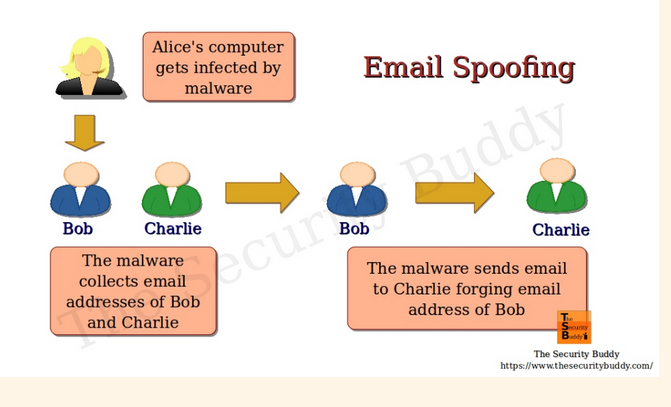 Alice's computer
gets infected by
malware
Email Spoofing
Bob
Charlie
Bob
Charlie
The malware
collects email
addresses of Bob
and Charlie
The malware sends email
to Charlie forging email
address of Bob
The Security Buddy
The
Security
Buddy
The Security Buddy
https://www.thesecuritybuddy.com/